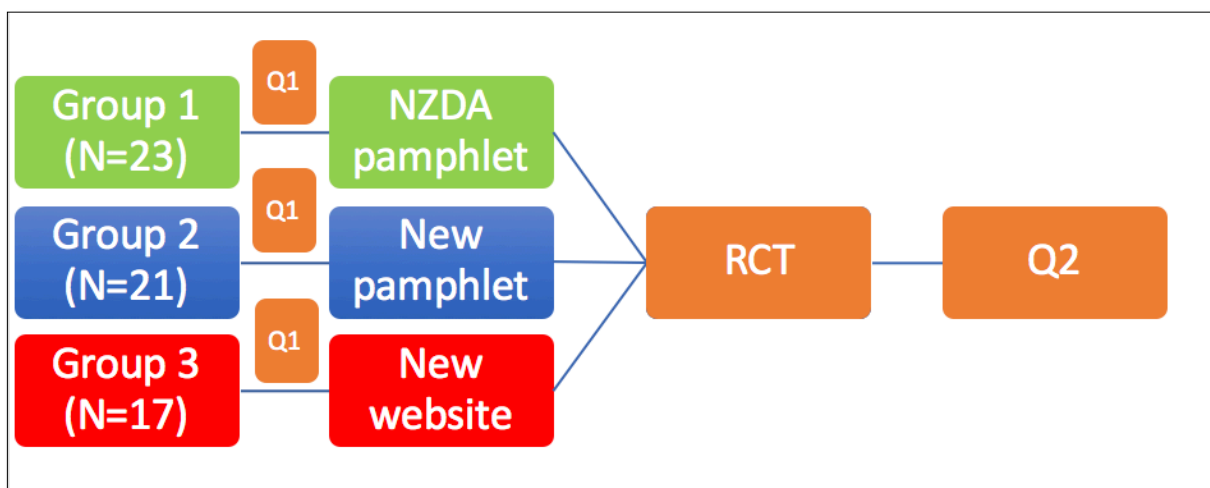 Q1
Group 1
(N=23)
NZDA
pamphlet
Q1
Group 2
(N=21)
New
pamphlet
RCT
Q2
Q1
Group 3
(N=17)
New
website